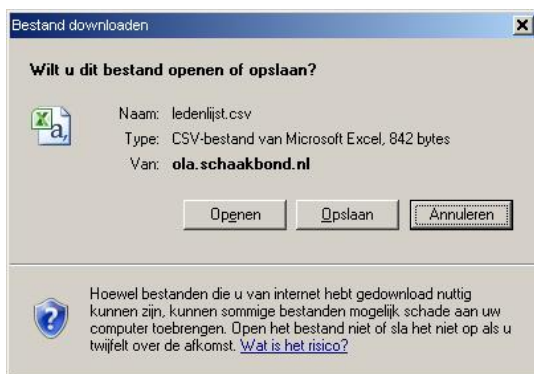 Bestand downloaden
Wilt u dit bestand openen of opslaan?
Naam: ledenlijst.csv
Type: CSV-bestand van Microsoft Excel, 842 bytes
Van: ola.schaakbond.nl
Openen Opslaan Annuleren
Hoewel bestanden die u van internet hebt gedownload nuttig
kunnen zijn, kunnen sommige bestanden mogelijk schade aan uw
computer toebrengen. Open het bestand niet of sla het niet op als u
twijfelt over de afkomst. Wat is het risico?